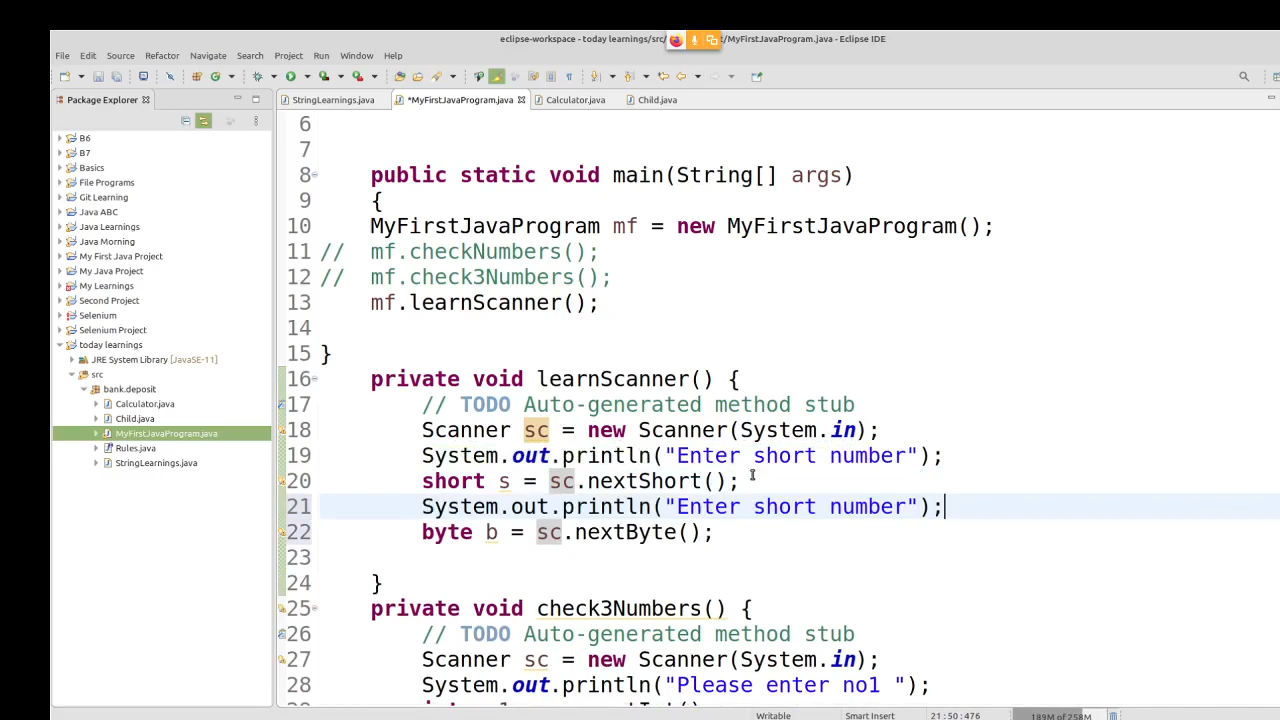 eclipse-workspace - today learnings/src/ t/MyFirstJavaProgram.java - Eclipse IDE
File Edit Source Refactor Navigate Search Project Run Window Help
Package Explorer
StringLearnings.java *MyFirstJavaProgram.java Calculator.java Child.java
B6
B7
Basics
File Programs
Git Learning
Java ABC
Java Learnings
Java Morning
My First Java Project
My Java Project
My Learnings
Second Project
Selenium
Selenium Project
today learnings
JRE System Library [JavaSE-11]
src
bank.deposit
Calculator.java
Child.java
MyFirstJavaProgram.java
Rules.java
StringLearnings.java
6
7
8 public static void main(String[] args)
9 {
10 MyFirstJavaProgram mf = new MyFirstJavaProgram();
11 // mf.checkNumbers();
12 // mf.check3Numbers();
13 mf.learnScanner();
14
15 }
16 private void learnScanner() {
17 // TODO Auto-generated method stub
18 Scanner sc = new Scanner(System.in);
19 System.out.println("Enter short number");
20 short s = sc.nextShort();
21 System.out.println("Enter short number");
22 byte b = sc.nextByte();
23
24 }
25 private void check3Numbers() {
26 // TODO Auto-generated method stub
27 Scanner sc = new Scanner(System.in);
28 System.out.println("Please enter no1 ");
Writable Smart Insert 21:50:476 189M of 258M